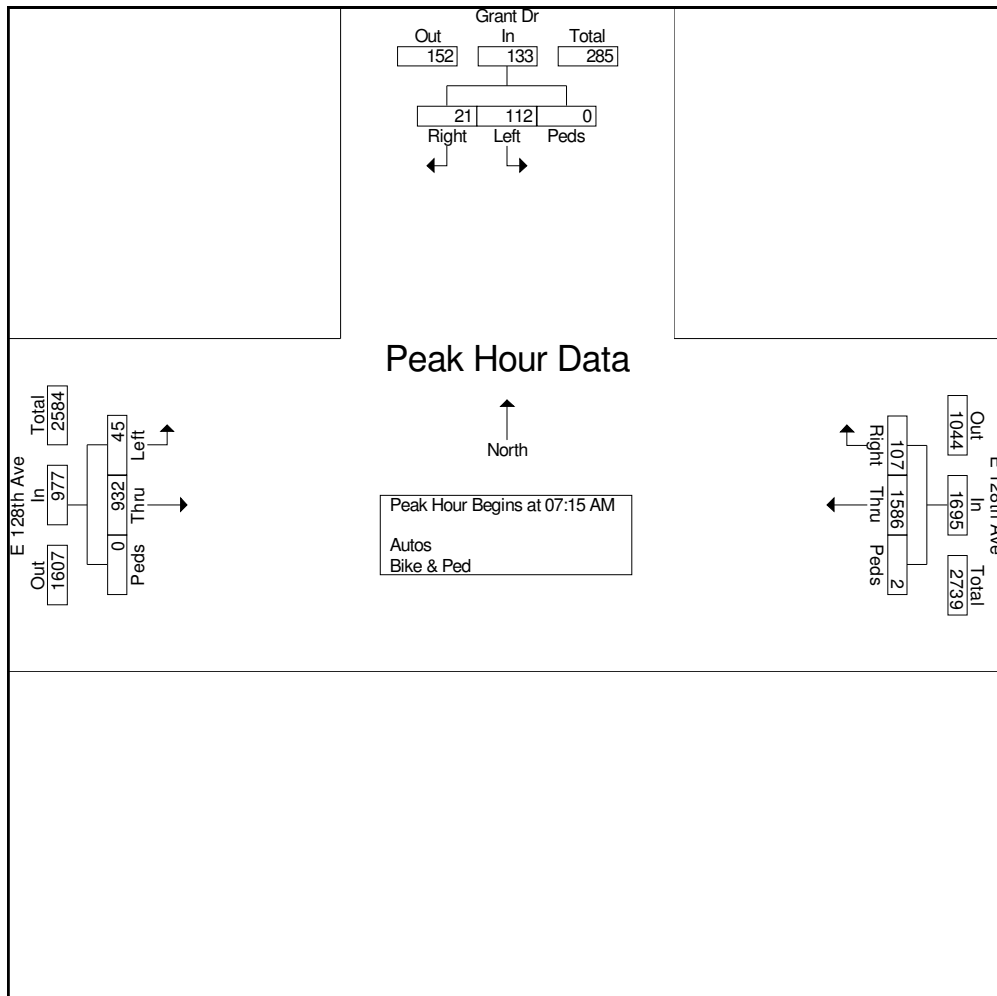 Grant Dr
Out In Total
152 133 285
21 112 0
Right Left Peds
Peak Hour Data
North
Peak Hour Begins at 07:15 AM
Autos
Bike & Ped
E 128th Ave
Total In Out
2584 977 1607
45 932 0
Left Thru Peds
E 128th Ave
Out In Total
1044 1695 2739
107 1586 2
Right Thru Peds